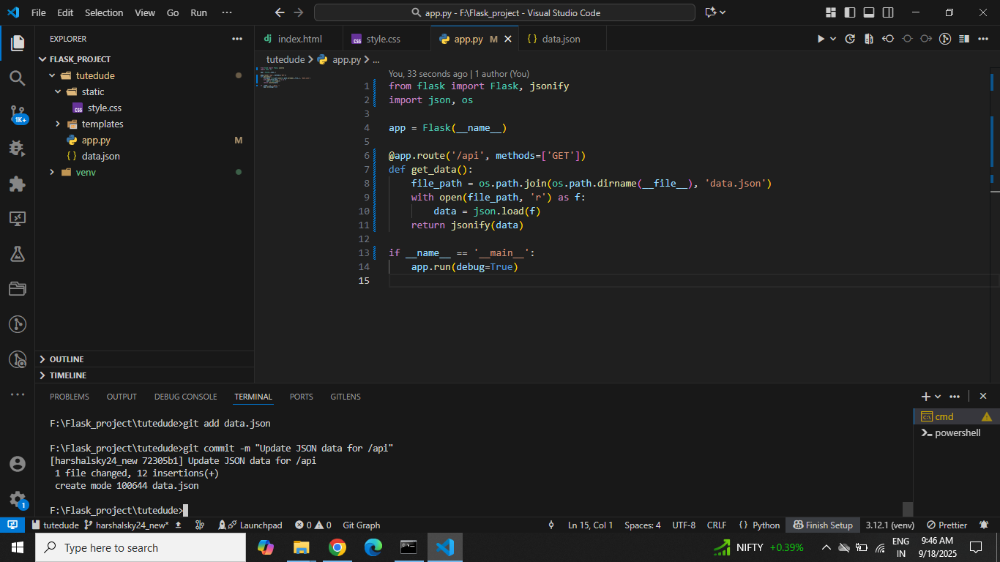 File Edit Selection View Go Run ···
app.py - F:\Flask_project - Visual Studio Code
EXPLORER
FLASK_PROJECT
tutedude
static
style.css
templates
app.py M
data.json
venv
OUTLINE
TIMELINE
1K+
1
index.html
style.css
app.py M
data.json
tutedude > app.py > ...
You, 33 seconds ago | 1 author (You)
1 from flask import Flask, jsonify
2 import json, os
3
4 app = Flask(__name__)
5
6 @app.route('/api', methods=['GET'])
7 def get_data():
8     file_path = os.path.join(os.path.dirname(__file__), 'data.json')
9     with open(file_path, 'r') as f:
10         data = json.load(f)
11     return jsonify(data)
12
13 if __name__ == '__main__':
14     app.run(debug=True)
15
PROBLEMS OUTPUT DEBUG CONSOLE TERMINAL PORTS GITLENS
F:\Flask_project\tutedude>git add data.json
F:\Flask_project\tutedude>git commit -m "Update JSON data for /api"
[harshalsky24_new 72305b1] Update JSON data for /api
1 file changed, 12 insertions(+)
create mode 100644 data.json
F:\Flask_project\tutedude>
cmd
powershell
tutedude harshalsky24_new* Launchpad 0 0 Git Graph Ln 15, Col 1 Spaces: 4 UTF-8 CRLF {} Python Finish Setup 3.12.1 (venv) Prettier
Type here to search
NIFTY +0.39%
ENG
IN
9:46 AM
9/18/2025